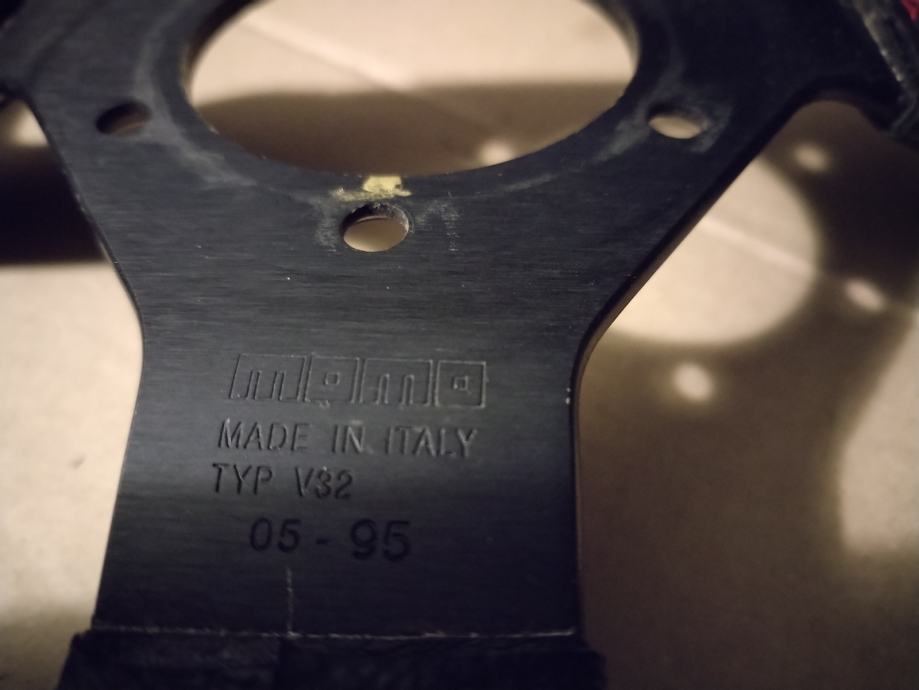 momo
MADE IN ITALY
TYP V32
05 - 95